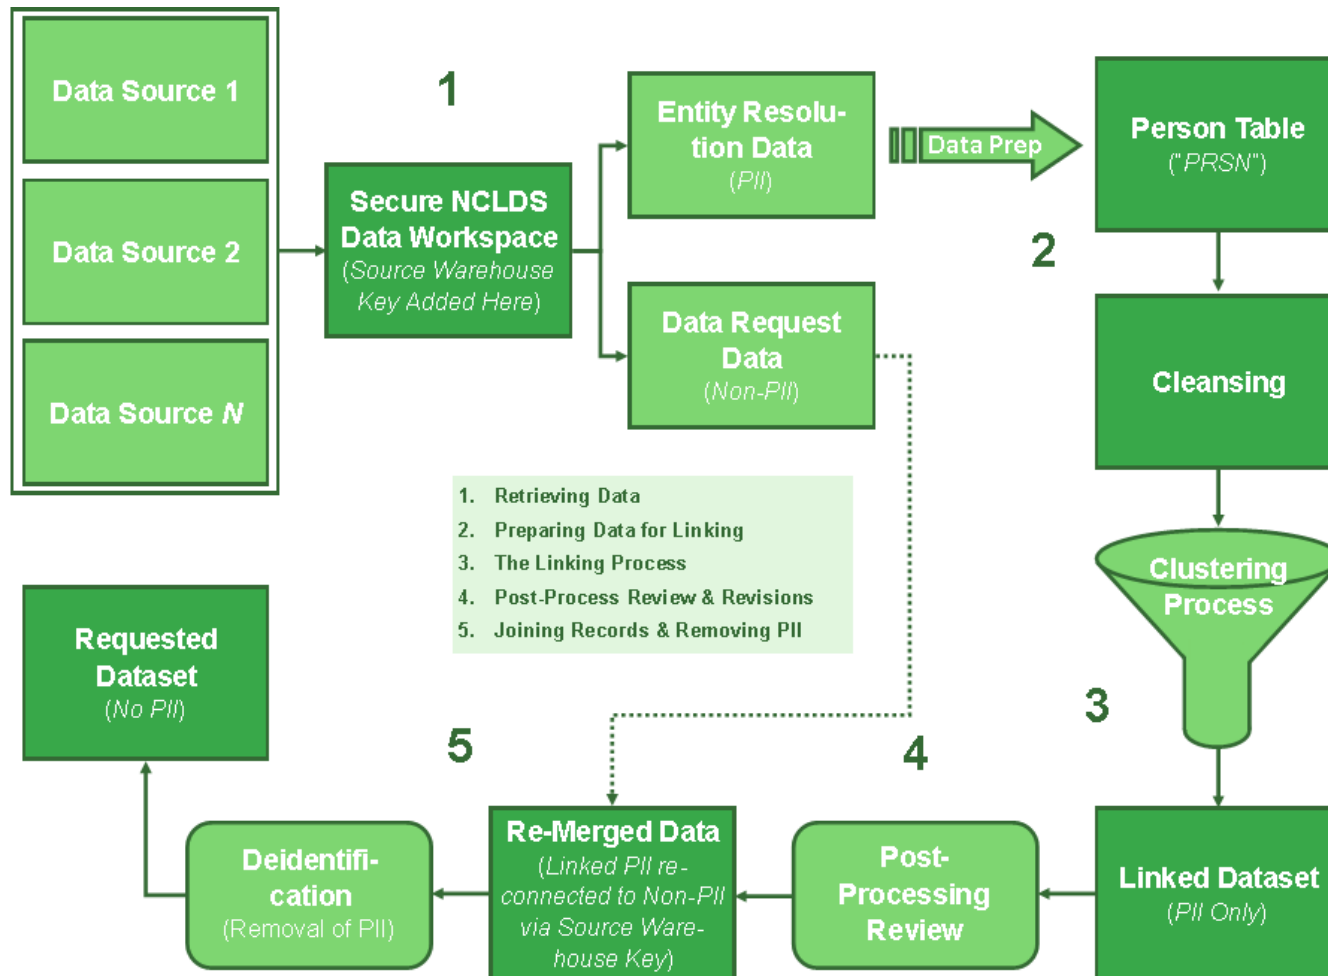 Data Source 1
Data Source 2
Data Source N
1
Secure NCLDS
Data Workspace
(Source Warehouse
Key Added Here)
Entity Resolu-
tion Data
(PII)
Data Request
Data
(Non-PII)
Data Prep
2
Person Table
("PRSN")
Cleansing
Clustering
Process
3
Linked Dataset
(PII Only)
4
Post-
Processing
Review
Re-Merged Data
(Linked PII re-
connected to Non-PII
via Source Ware-
house Key)
5
Deidentifi-
cation
(Removal of PII)
Requested
Dataset
(No PII)
1. Retrieving Data
2. Preparing Data for Linking
3. The Linking Process
4. Post-Process Review & Revisions
5. Joining Records & Removing PII